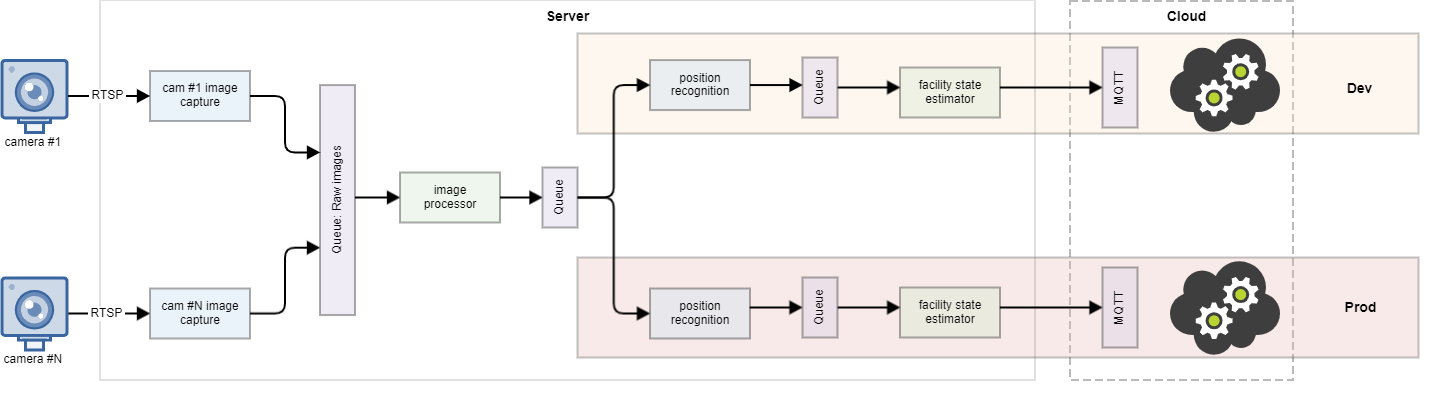 Server
Cloud
RTSP
camera #1
cam #1 image
capture
RTSP
camera #N
cam #N image
capture
Queue: Raw images
image
processor
Queue
position
recognition
Queue
facility state
estimator
MQTT
Dev
position
recognition
Queue
facility state
estimator
MQTT
Prod